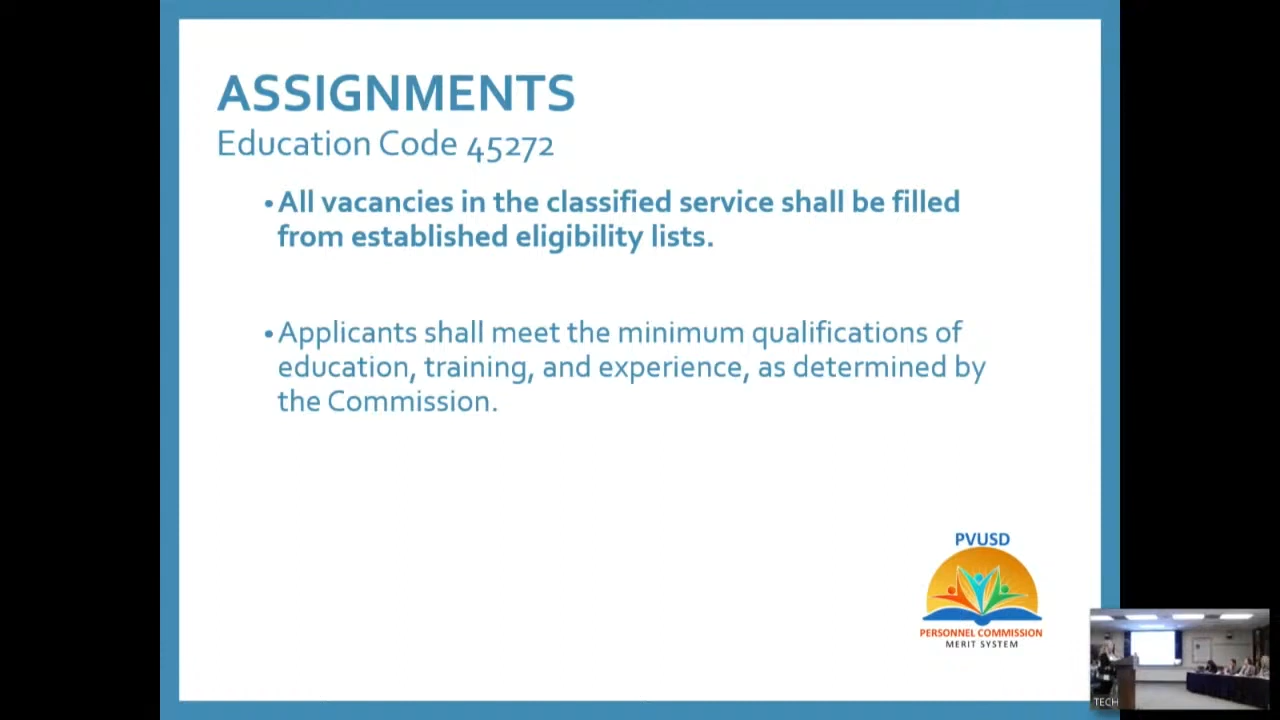 ASSIGNMENTS
Education Code 45272
•All vacancies in the classified service shall be filled
from established eligibility lists.
•Applicants shall meet the minimum qualifications of
education, training, and experience, as determined by
the Commission.
PVUSD
PERSONNEL COMMISSION
MERIT SYSTEM
TECH